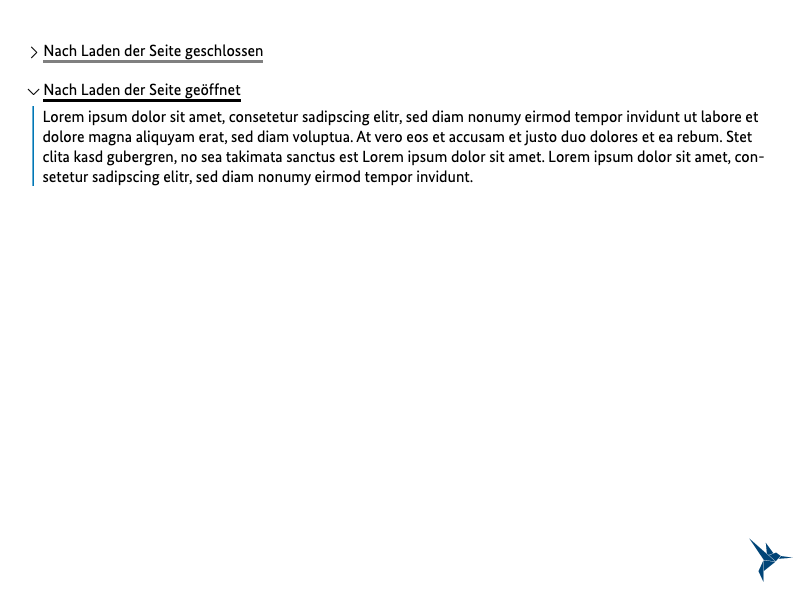 Nach Laden der Seite geschlossen
Nach Laden der Seite geöffnet
Lorem ipsum dolor sit amet, consetetur sadipscing elitr, sed diam nonumy eirmod tempor invidunt ut labore et
dolore magna aliquyam erat, sed diam voluptua. At vero eos et accusam et justo duo dolores et ea rebum. Stet
clita kasd gubergren, no sea takimata sanctus est Lorem ipsum dolor sit amet. Lorem ipsum dolor sit amet, con-
setetur sadipscing elitr, sed diam nonumy eirmod tempor invidunt.